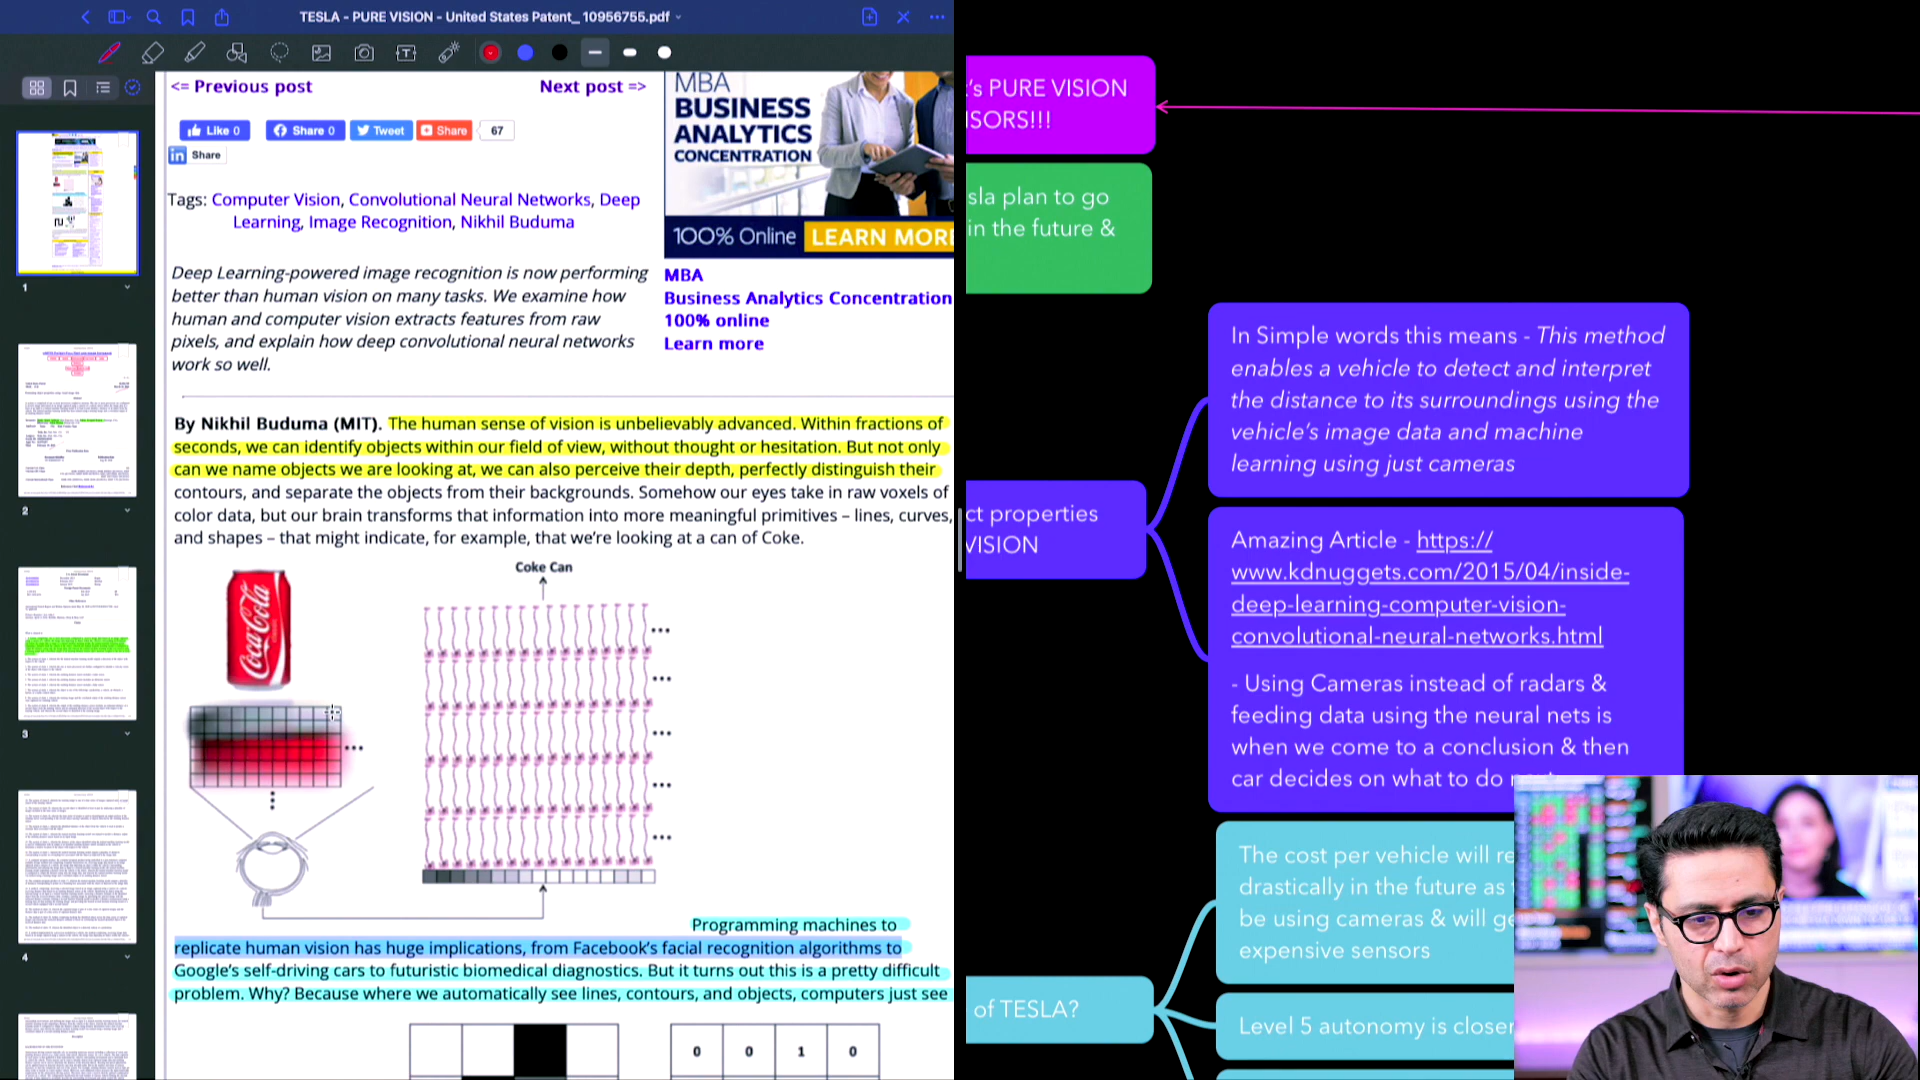 TESLA - PURE VISION - United States Patent_ 10956755.pdf
<= Previous post
Next post =>
Like 0
Share 0
Tweet
Share
67
Share
Tags: Computer Vision, Convolutional Neural Networks, Deep
Learning, Image Recognition, Nikhil Buduma
Deep Learning-powered image recognition is now performing
better than human vision on many tasks. We examine how
human and computer vision extracts features from raw
pixels, and explain how deep convolutional neural networks
work so well.
MBA
BUSINESS
ANALYTICS
CONCENTRATION
100% Online
LEARN MORE
MBA
Business Analytics Concentration
100% online
Learn more
By Nikhil Buduma (MIT). The human sense of vision is unbelievably advanced. Within fractions of
seconds, we can identify objects within our field of view, without thought or hesitation. But not only
can we name objects we are looking at, we can also perceive their depth, perfectly distinguish their
contours, and separate the objects from their backgrounds. Somehow our eyes take in raw voxels of
color data, but our brain transforms that information into more meaningful primitives – lines, curves,
and shapes – that might indicate, for example, that we're looking at a can of Coke.
Coke Can
Coca-Cola
Programming machines to
replicate human vision has huge implications, from Facebook's facial recognition algorithms to
Google's self-driving cars to futuristic biomedical diagnostics. But it turns out this is a pretty difficult
problem. Why? Because where we automatically see lines, contours, and objects, computers just see
0 0 1 0
1
2
3
4
's PURE VISION
SORS!!!
sla plan to go
in the future &
ct properties
VISION
In Simple words this means - This method
enables a vehicle to detect and interpret
the distance to its surroundings using the
vehicle's image data and machine
learning using just cameras
Amazing Article - https://
www.kdnuggets.com/2015/04/inside-
deep-learning-computer-vision-
convolutional-neural-networks.html
- Using Cameras instead of radars &
feeding data using the neural nets is
when we come to a conclusion & then
car decides on what to do
The cost per vehicle will re
drastically in the future as
be using cameras & will ge
expensive sensors
of TESLA?
Level 5 autonomy is closer